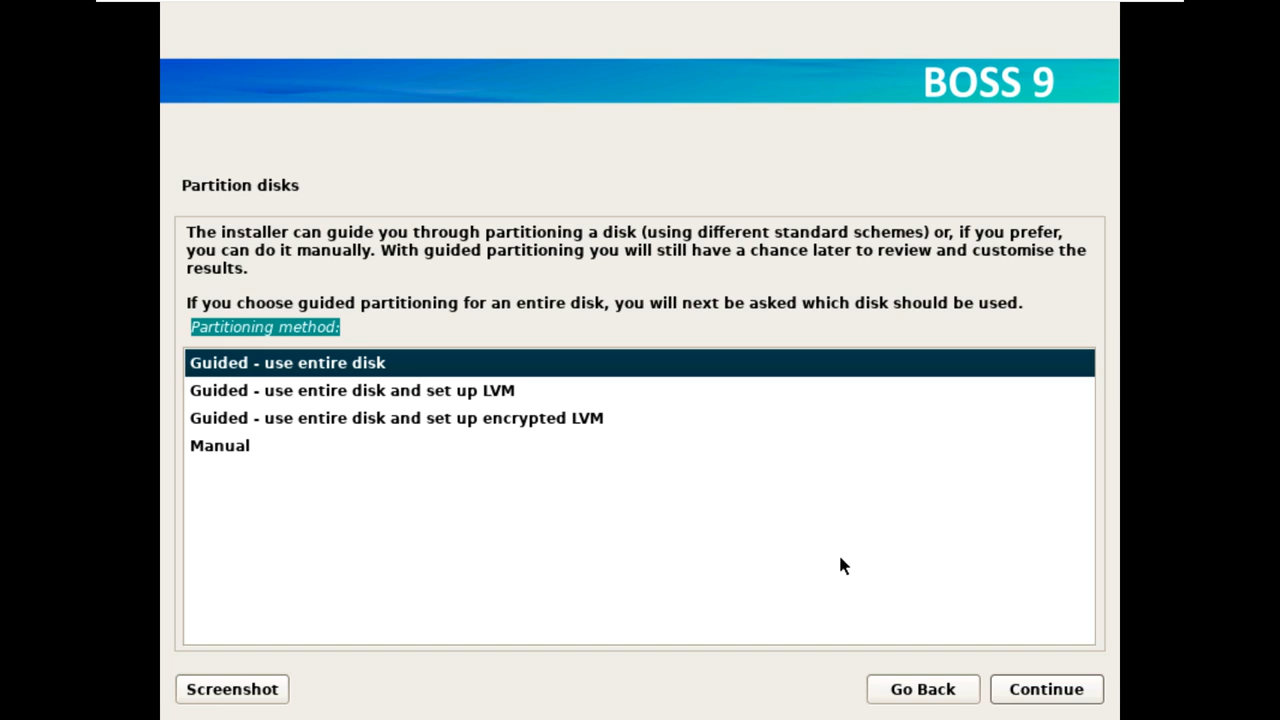 BOSS 9
Partition disks
The installer can guide you through partitioning a disk (using different standard schemes) or, if you prefer,
you can do it manually. With guided partitioning you will still have a chance later to review and customise the
results.
If you choose guided partitioning for an entire disk, you will next be asked which disk should be used.
Partitioning method:
Guided - use entire disk
Guided - use entire disk and set up LVM
Guided - use entire disk and set up encrypted LVM
Manual
Screenshot
Go Back
Continue